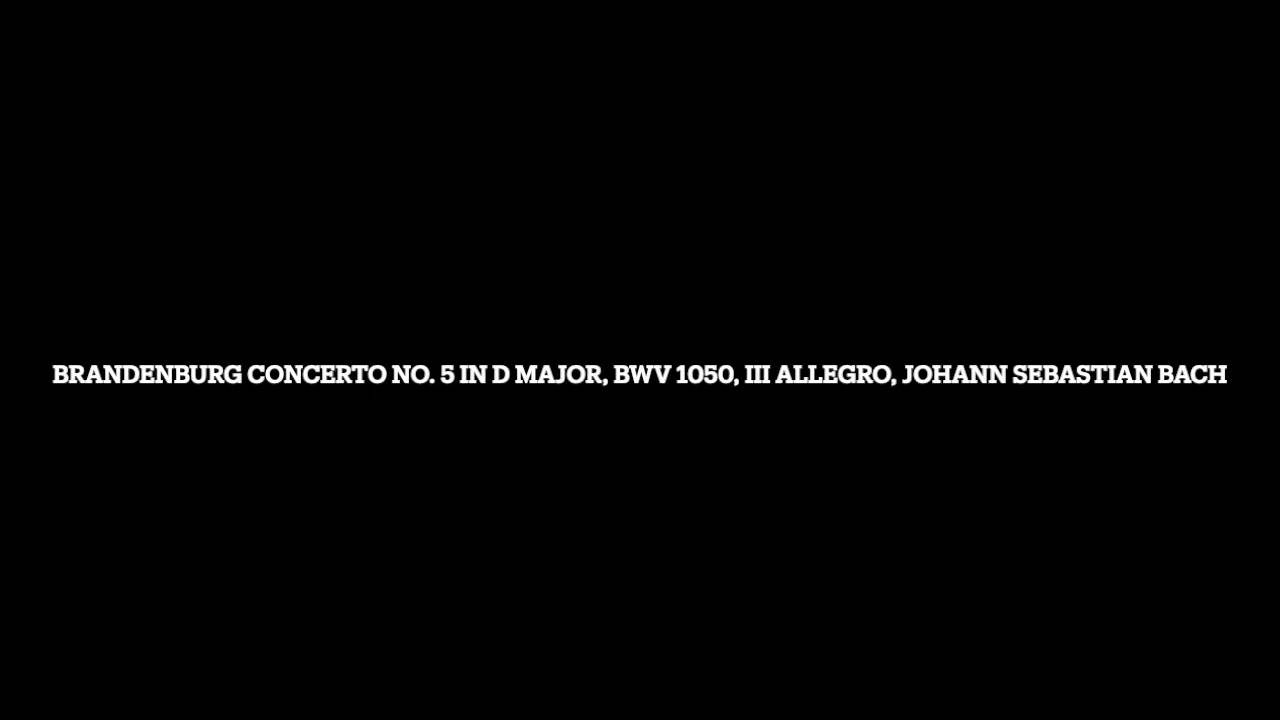 BRANDENBURG CONCERTO NO. 5 IN D MAJOR, BWV 1050, III ALLEGRO, JOHANN SEBASTIAN BACH